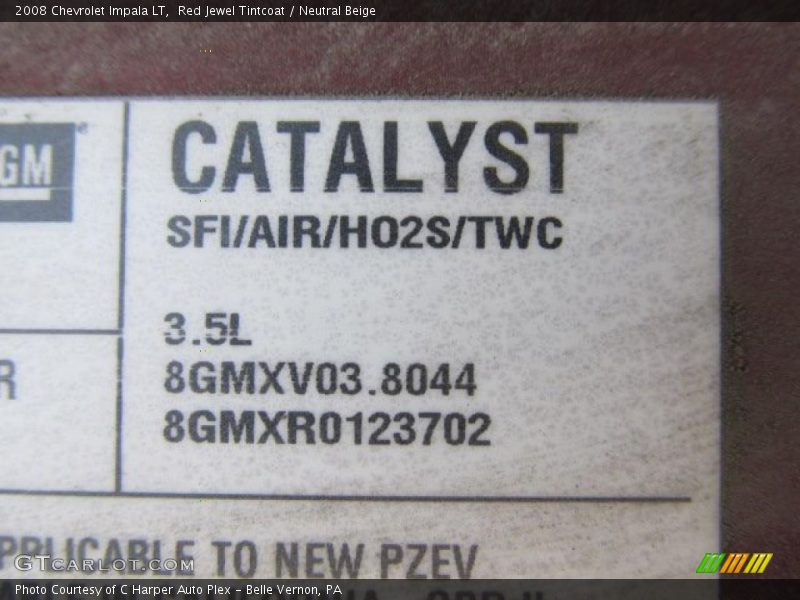 2008 Chevrolet Impala LT,  Red Jewel Tintcoat / Neutral Beige
GM
CATALYST
SFI/AIR/HO2S/TWC
3.5L
8GMXV03.8044
R
8GMXR0123702
PPLICABLE TO NEW PZEV
GTCarLot.com
Photo Courtesy of C Harper Auto Plex - Belle Vernon, PA